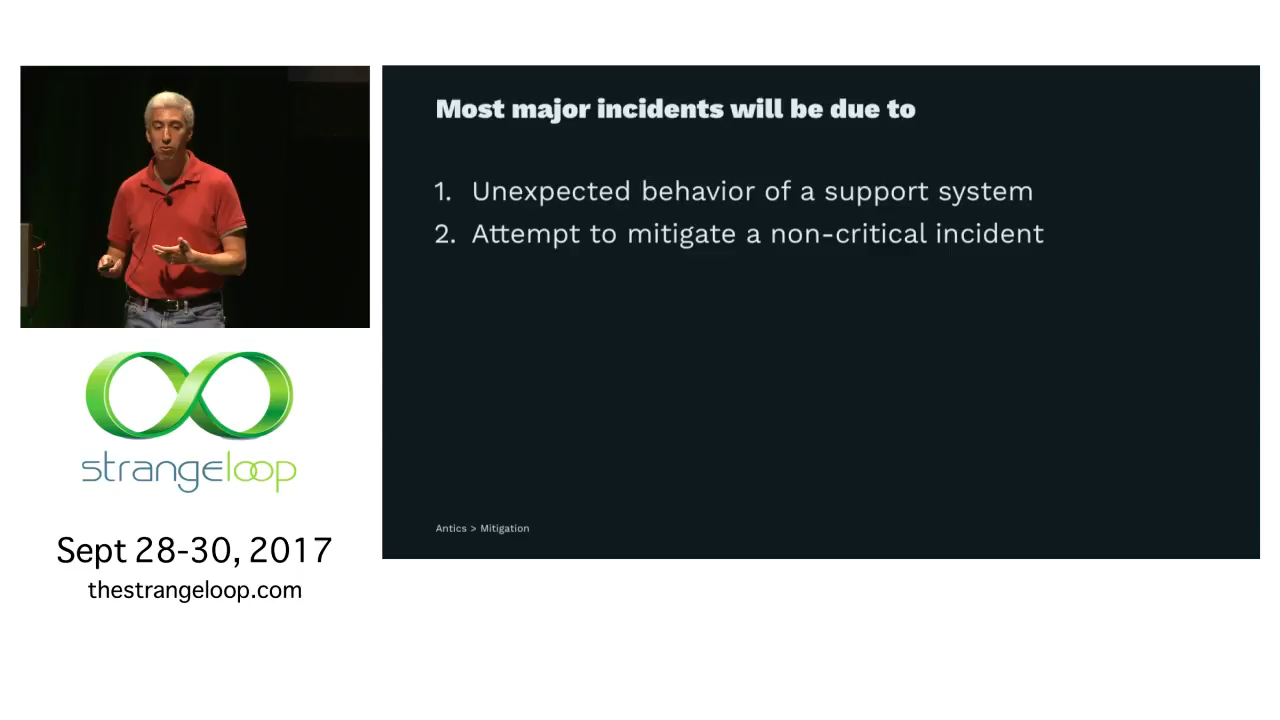 Most major incidents will be due to
1. Unexpected behavior of a support system
2. Attempt to mitigate a non-critical incident
Antics > Mitigation
strangeloop
Sept 28-30, 2017
thestrangeloop.com